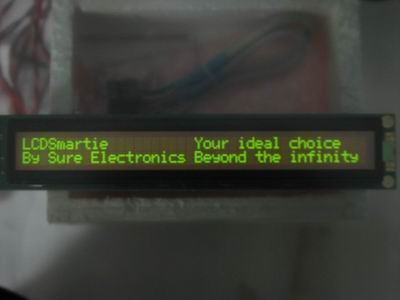 LCDSmartie Your ideal choice
By Sure Electronics Beyond the infinity